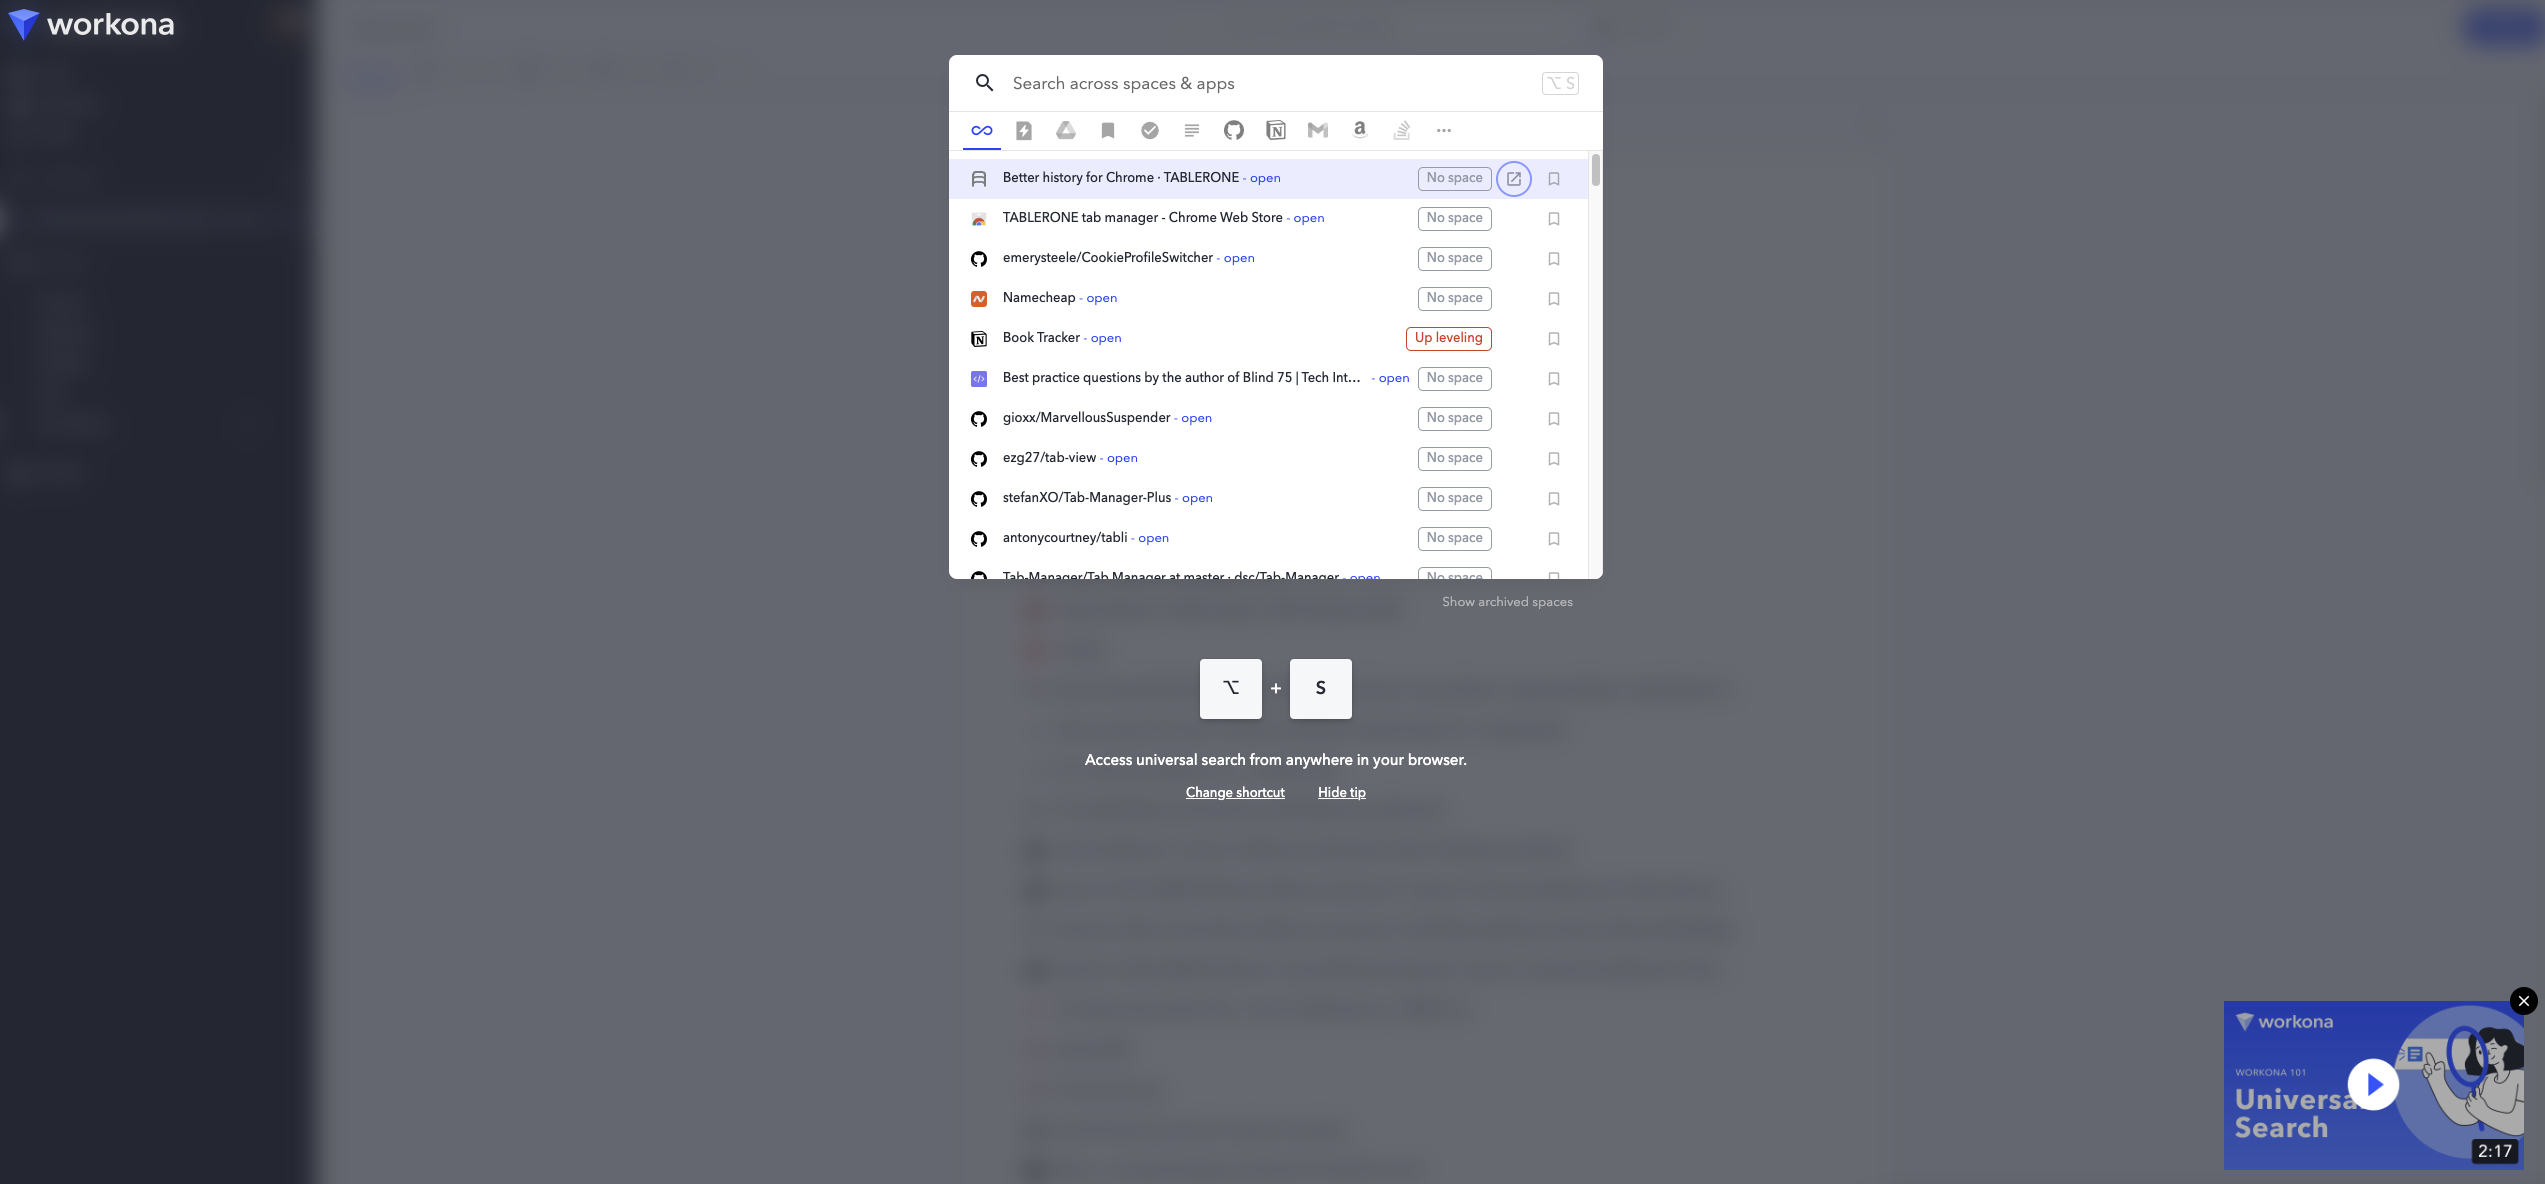 workona
Search across spaces & apps
⌥ S
Better history for Chrome · TABLERONE - open No space
TABLERONE tab manager - Chrome Web Store - open No space
emerysteele/CookieProfileSwitcher - open No space
Namecheap - open No space
Book Tracker - open Up leveling
Best practice questions by the author of Blind 75 | Tech Int... - open No space
gioxx/MarvellousSuspender - open No space
ezg27/tab-view - open No space
stefanXO/Tab-Manager-Plus - open No space
antonycourtney/tabli - open No space
Tab-Manager/Tab Manager at master · dsc/Tab-Manager - open No space
Show archived spaces
⌥ + S
Access universal search from anywhere in your browser.
Change shortcut Hide tip
workona
WORKONA 101
Universal
Search
2:17